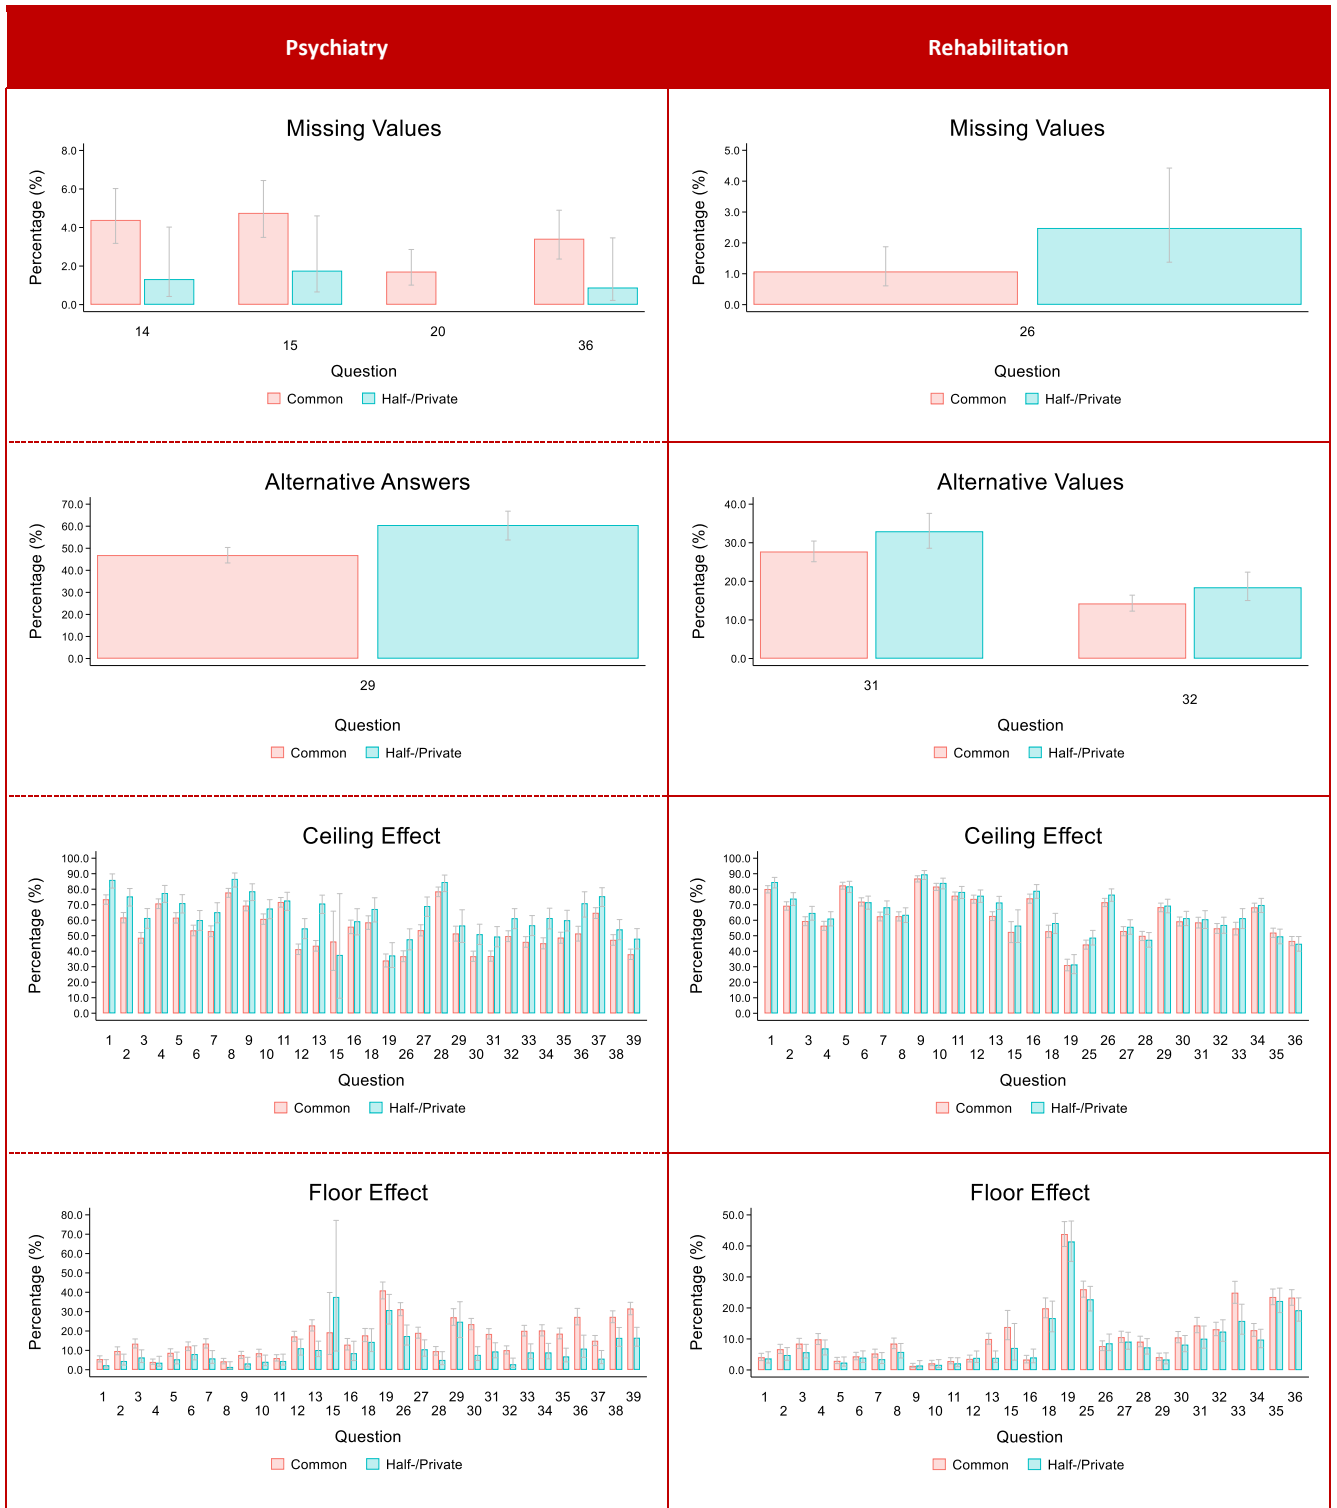 Psychiatry
Rehabilitation
Missing Values
Percentage (%)
8.0
6.0
4.0
2.0
0.0
14 20
15 36
Question
Common Half-/Private
Missing Values
Percentage (%)
5.0
4.0
3.0
2.0
1.0
0.0
26
Question
Common Half-/Private
Alternative Answers
Percentage (%)
70.0
60.0
50.0
40.0
30.0
20.0
10.0
0.0
29
Question
Common Half-/Private
Alternative Values
Percentage (%)
40.0
30.0
20.0
10.0
0.0
31
32
Question
Common Half-/Private
Ceiling Effect
Percentage (%)
100.0
90.0
80.0
70.0
60.0
50.0
40.0
30.0
20.0
10.0
0.0
1 3 5 7 9 11 13 16 19 27 29 31 33 35 37 39
2 4 6 8 10 12 15 18 26 28 30 32 34 36 38
Question
Common Half-/Private
Ceiling Effect
Percentage (%)
100.0
90.0
80.0
70.0
60.0
50.0
40.0
30.0
20.0
10.0
0.0
1 3 5 7 9 11 13 16 19 26 28 30 32 34 36
2 4 6 8 10 12 15 18 25 27 29 31 33 35
Question
Common Half-/Private
Floor Effect
Percentage (%)
80.0
70.0
60.0
50.0
40.0
30.0
20.0
10.0
0.0
1 3 5 7 9 11 13 16 19 27 29 31 33 35 37 39
2 4 6 8 10 12 15 18 26 28 30 32 34 36 38
Question
Common Half-/Private
Floor Effect
Percentage (%)
50.0
40.0
30.0
20.0
10.0
0.0
1 3 5 7 9 11 13 16 19 26 28 30 32 34 36
2 4 6 8 10 12 15 18 25 27 29 31 33 35
Question
Common Half-/Private